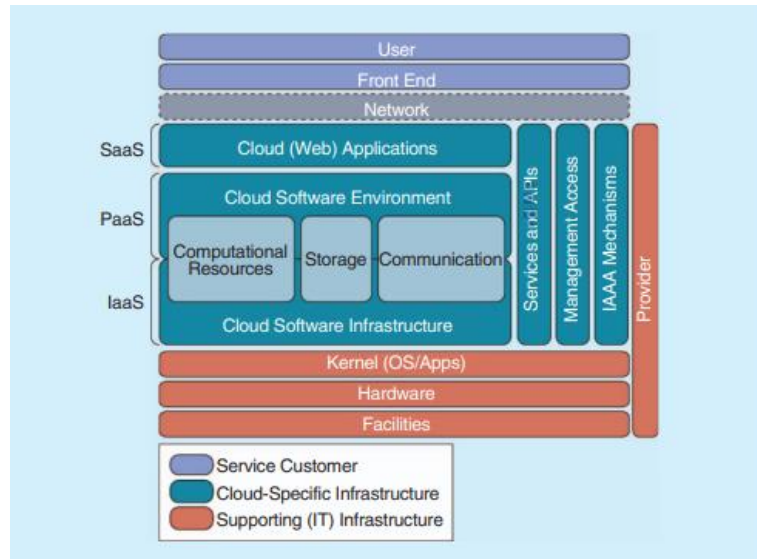 User
Front End
Network
SaaS
Cloud (Web) Applications
PaaS
Cloud Software Environment
Computational
Resources
Storage
Communication
IaaS
Cloud Software Infrastructure
Services and APIs
Management Access
IAAA Mechanisms
Provider
Kernel (OS/Apps)
Hardware
Facilities
Service Customer
Cloud-Specific Infrastructure
Supporting (IT) Infrastructure